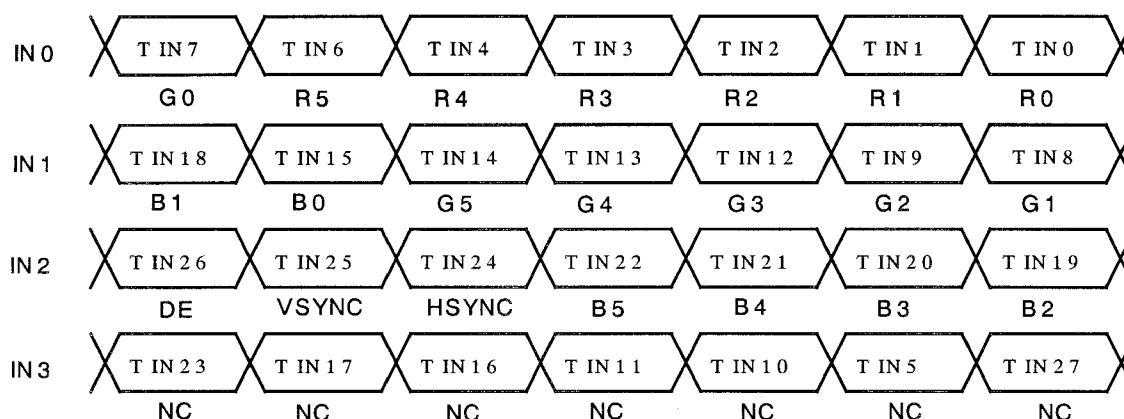 IN 0 T IN 7 T IN 6 T IN 4 T IN 3 T IN 2 T IN 1 T IN 0
G0 R5 R4 R3 R2 R1 R0
IN 1 T IN 18 T IN 15 T IN 14 T IN 13 T IN 12 T IN 9 T IN 8
B1 B0 G5 G4 G3 G2 G1
IN 2 T IN 26 T IN 25 T IN 24 T IN 22 T IN 21 T IN 20 T IN 19
DE VSYNC HSYNC B5 B4 B3 B2
IN 3 T IN 23 T IN 17 T IN 16 T IN 11 T IN 10 T IN 5 T IN 27
NC NC NC NC NC NC NC